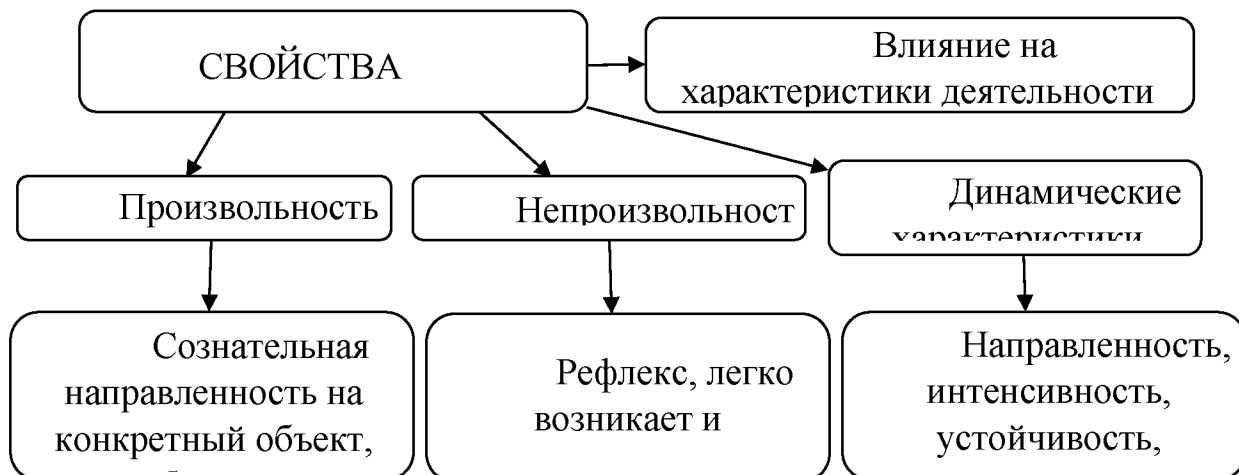 СВОЙСТВА
Влияние на
характеристики деятельности
Произвольность
Непроизвольност
Динамические
характеристики
Сознательная
направленность на
конкретный объект,
Рефлекс, легко
возникает и
Направленность,
интенсивность,
устойчивость,